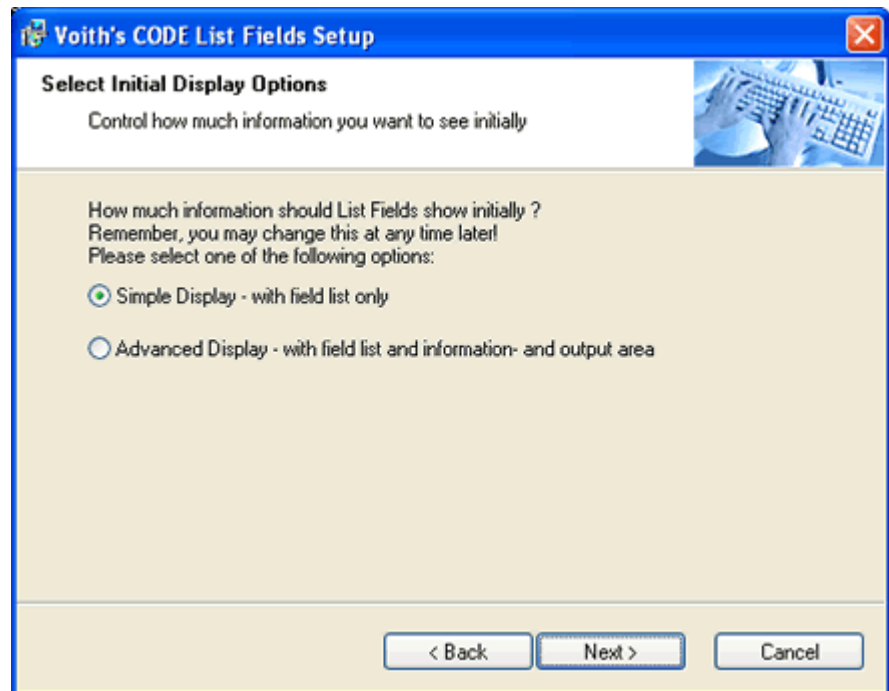 Voith's CODE List Fields Setup
Select Initial Display Options
Control how much information you want to see initially
How much information should List Fields show initially ?
Remember, you may change this at any time later!
Please select one of the following options:
Simple Display - with field list only
Advanced Display - with field list and information- and output area
< Back
Next >
Cancel